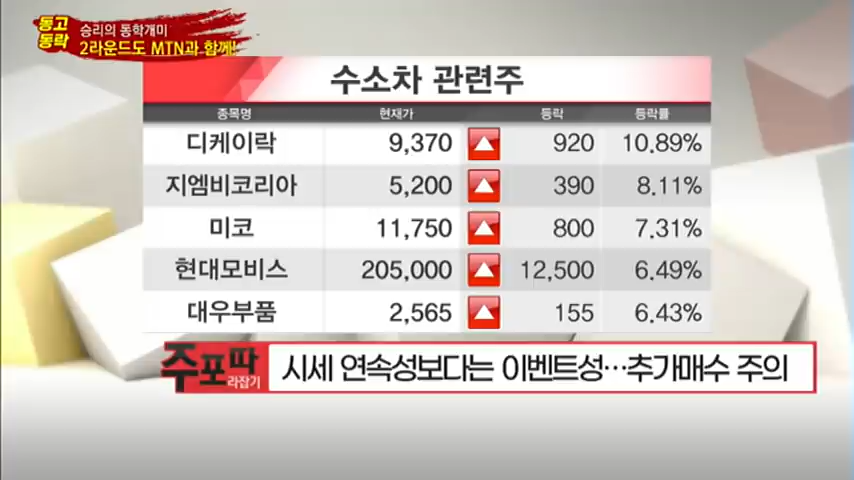 동고동락
승리의 동학개미
2라운드도 MTN과 함께!
수소차 관련주
종목명 현재가 등락 등락률
디케이락 9,370 920 10.89%
지엠비코리아 5,200 390 8.11%
미코 11,750 800 7.31%
현대모비스 205,000 12,500 6.49%
대우부품 2,565 155 6.43%
주포따라잡기
시세 연속성보다는 이벤트성…추가매수 주의